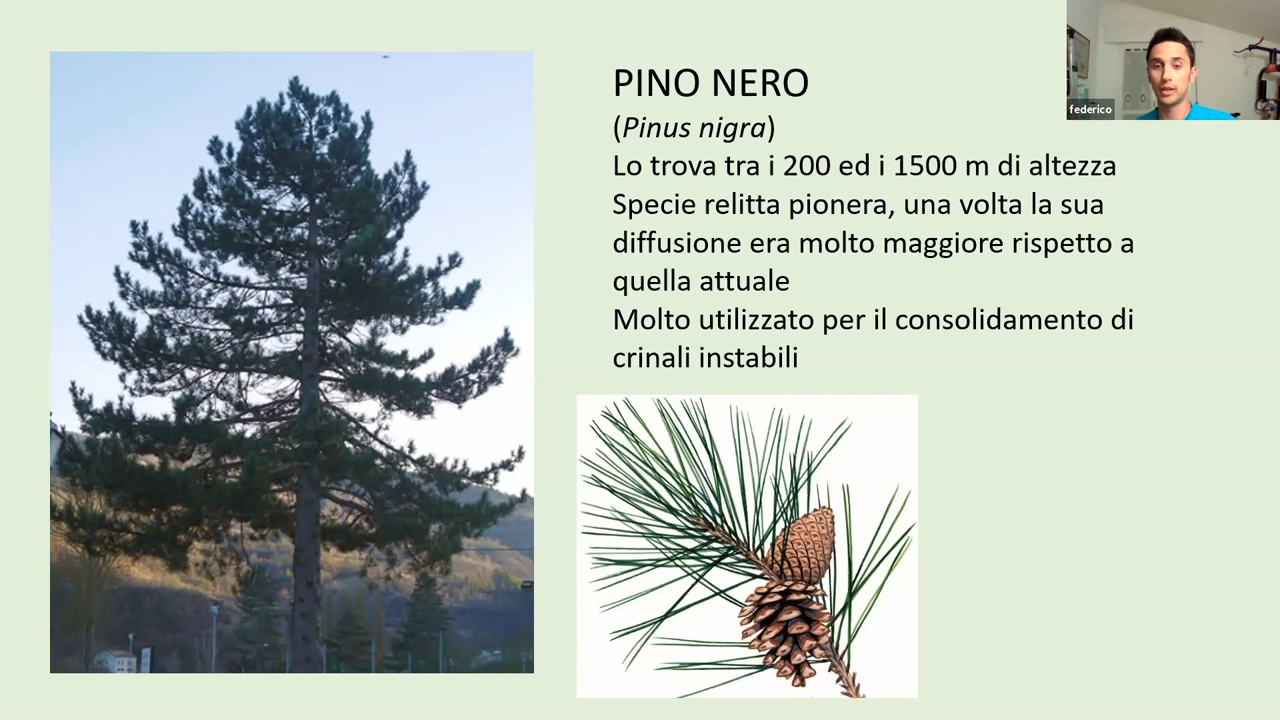 PINO NERO
(Pinus nigra)
Lo trova tra i 200 ed i 1500 m di altezza
Specie relitta pionera, una volta la sua
diffusione era molto maggiore rispetto a
quella attuale
Molto utilizzato per il consolidamento di
crinali instabili
federico